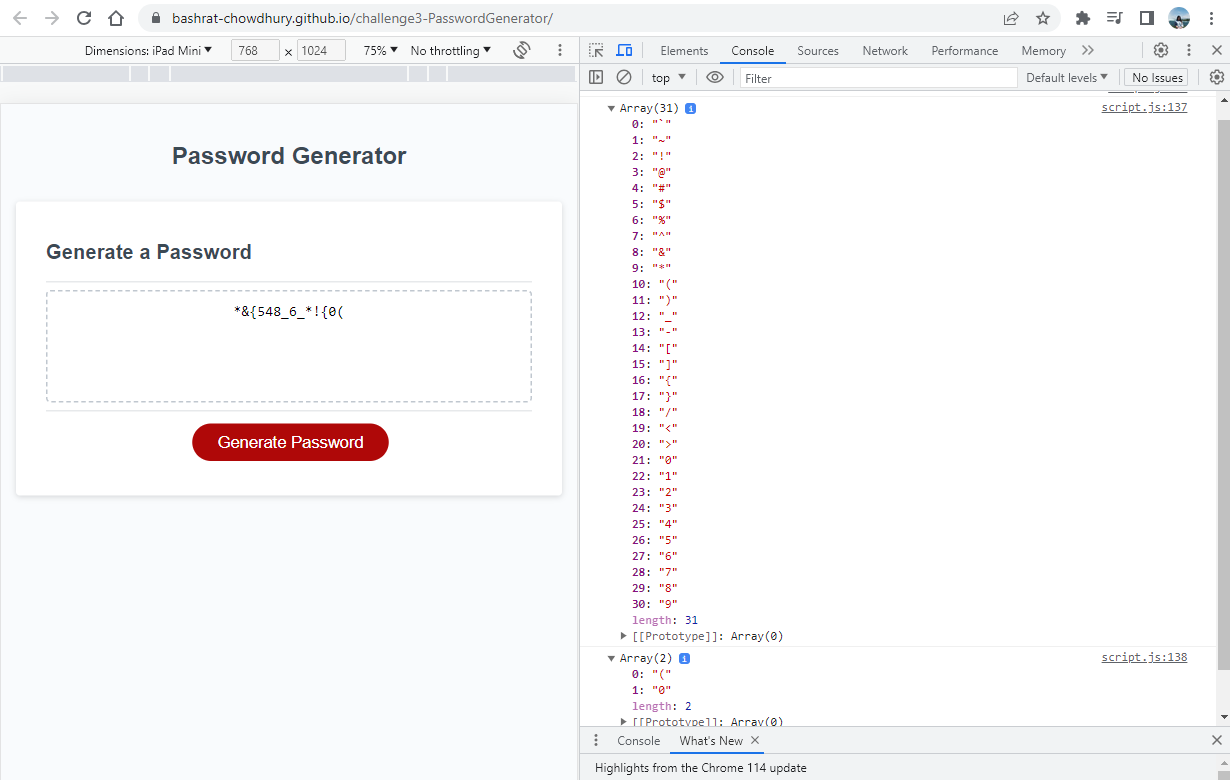 bashrat-chowdhury.github.io/challenge3-PasswordGenerator/
Dimensions: iPad Mini ▼ 768 × 1024 75% ▼ No throttling ▼
Password Generator
Generate a Password
*&{548_6_*!{0(
Generate Password
Elements Console Sources Network Performance Memory
top ▼ Filter Default levels ▼ No Issues
▼ Array(31) i script.js:137
0: "`"
1: "~"
2: "!"
3: "@"
4: "#"
5: "$"
6: "%"
7: "^"
8: "&"
9: "*"
10: "("
11: ")"
12: "_"
13: "-"
14: "["
15: "]"
16: "{"
17: "}"
18: "/"
19: "<"
20: ">"
21: "0"
22: "1"
23: "2"
24: "3"
25: "4"
26: "5"
27: "6"
28: "7"
29: "8"
30: "9"
length: 31
▶ [[Prototype]]: Array(0)
▼ Array(2) i script.js:138
0: "("
1: "0"
length: 2
▶ [[Prototype]]: Array(0)
Console What's New
Highlights from the Chrome 114 update